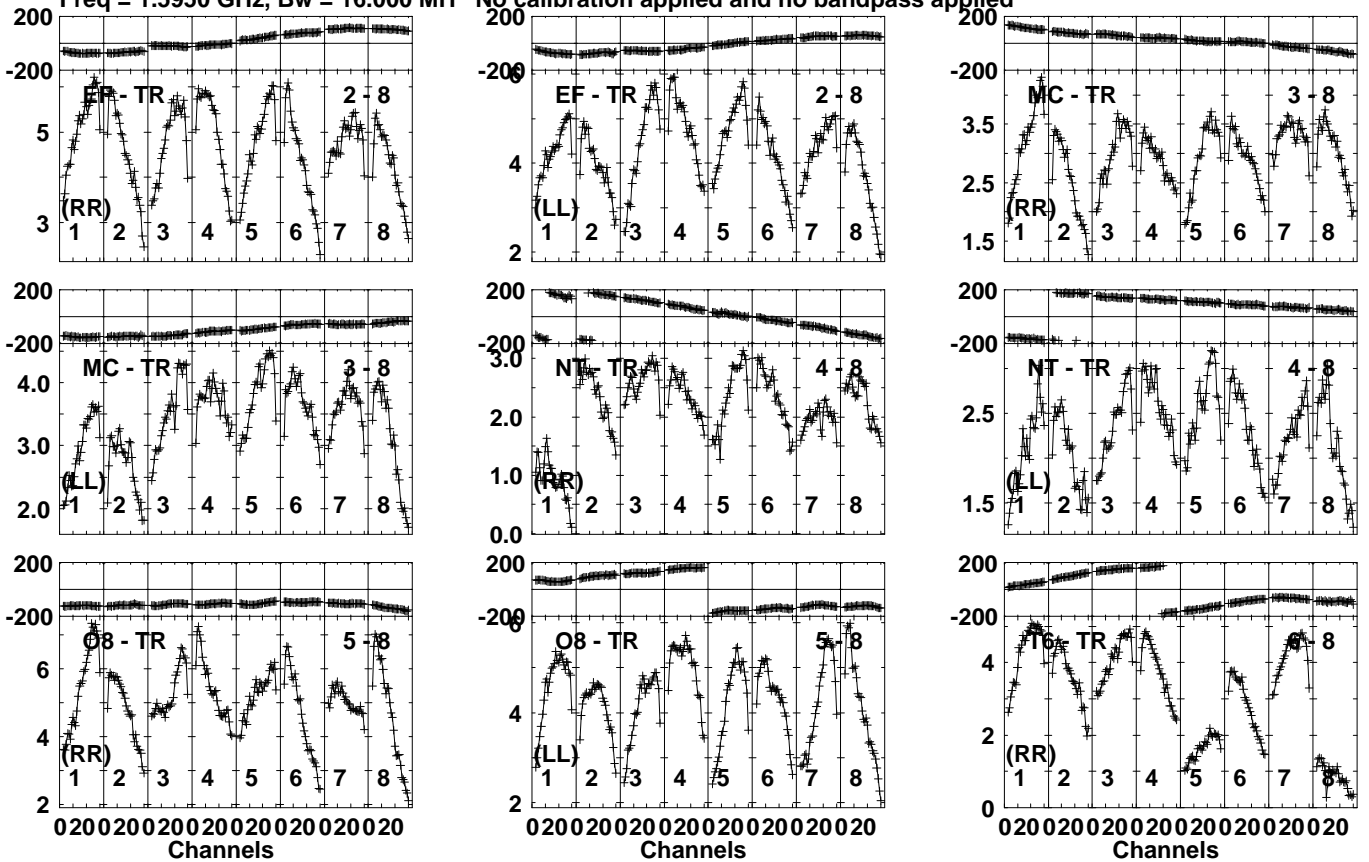 Freq = 1.5950 GHz, Bw = 16.000 MH No calibration applied and no bandpass applied
200
-200
EF - TR 2 - 8
5
3
(RR)
1 2 3 4 5 6 7 8
200
-200
6
EF - TR 2 - 8
4
2
(LL)
1 2 3 4 5 6 7 8
200
-200
MC - TR 3 - 8
3.5
2.5
1.5
(RR)
1 2 3 4 5 6 7 8
200
-200
MC - TR 3 - 8
4.0
3.0
2.0
(LL)
1 2 3 4 5 6 7 8
200
-200
3.0
NT - TR 4 - 8
2.0
1.0
0.0
(RR)
1 2 3 4 5 6 7 8
200
-200
NT - TR 4 - 8
2.5
1.5
(LL)
1 2 3 4 5 6 7 8
200
-200
O8 - TR 5 - 8
6
4
2
(RR)
1 2 3 4 5 6 7 8
200
-200
6
O8 - TR 5 - 8
4
2
(LL)
1 2 3 4 5 6 7 8
200
-200
T6 - TR 6 - 8
4
2
0
(RR)
1 2 3 4 5 6 7 8
0 20 0 20 0 20 0 20 0 20 0 20 0 20 0 20
Channels
0 20 0 20 0 20 0 20 0 20 0 20 0 20 0 20
Channels
0 20 0 20 0 20 0 20 0 20 0 20 0 20 0 20
Channels